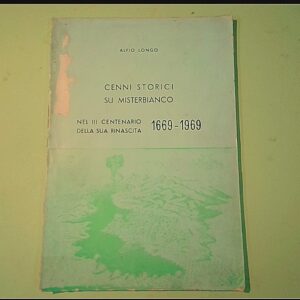 ALFIO LONGO
CENNI STORICI
SU MISTERBIANCO
NEL III CENTENARIO
DELLA SUA RINASCITA 1669-1969